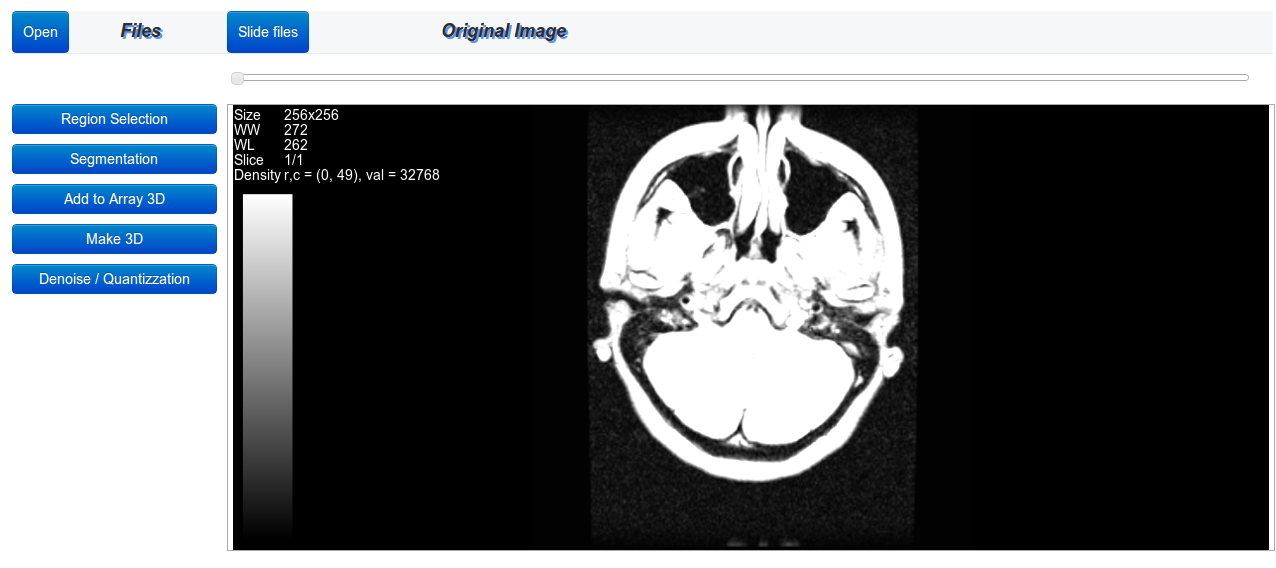 Open
Files
Slide files
Original Image
Region Selection
Segmentation
Add to Array 3D
Make 3D
Denoise / Quantizzation
Size 256x256
WW 272
WL 262
Slice 1/1
Density r,c = (0, 49), val = 32768